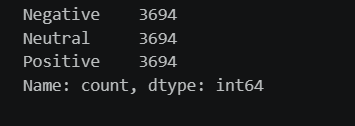 Negative    3694
Neutral     3694
Positive    3694
Name: count, dtype: int64